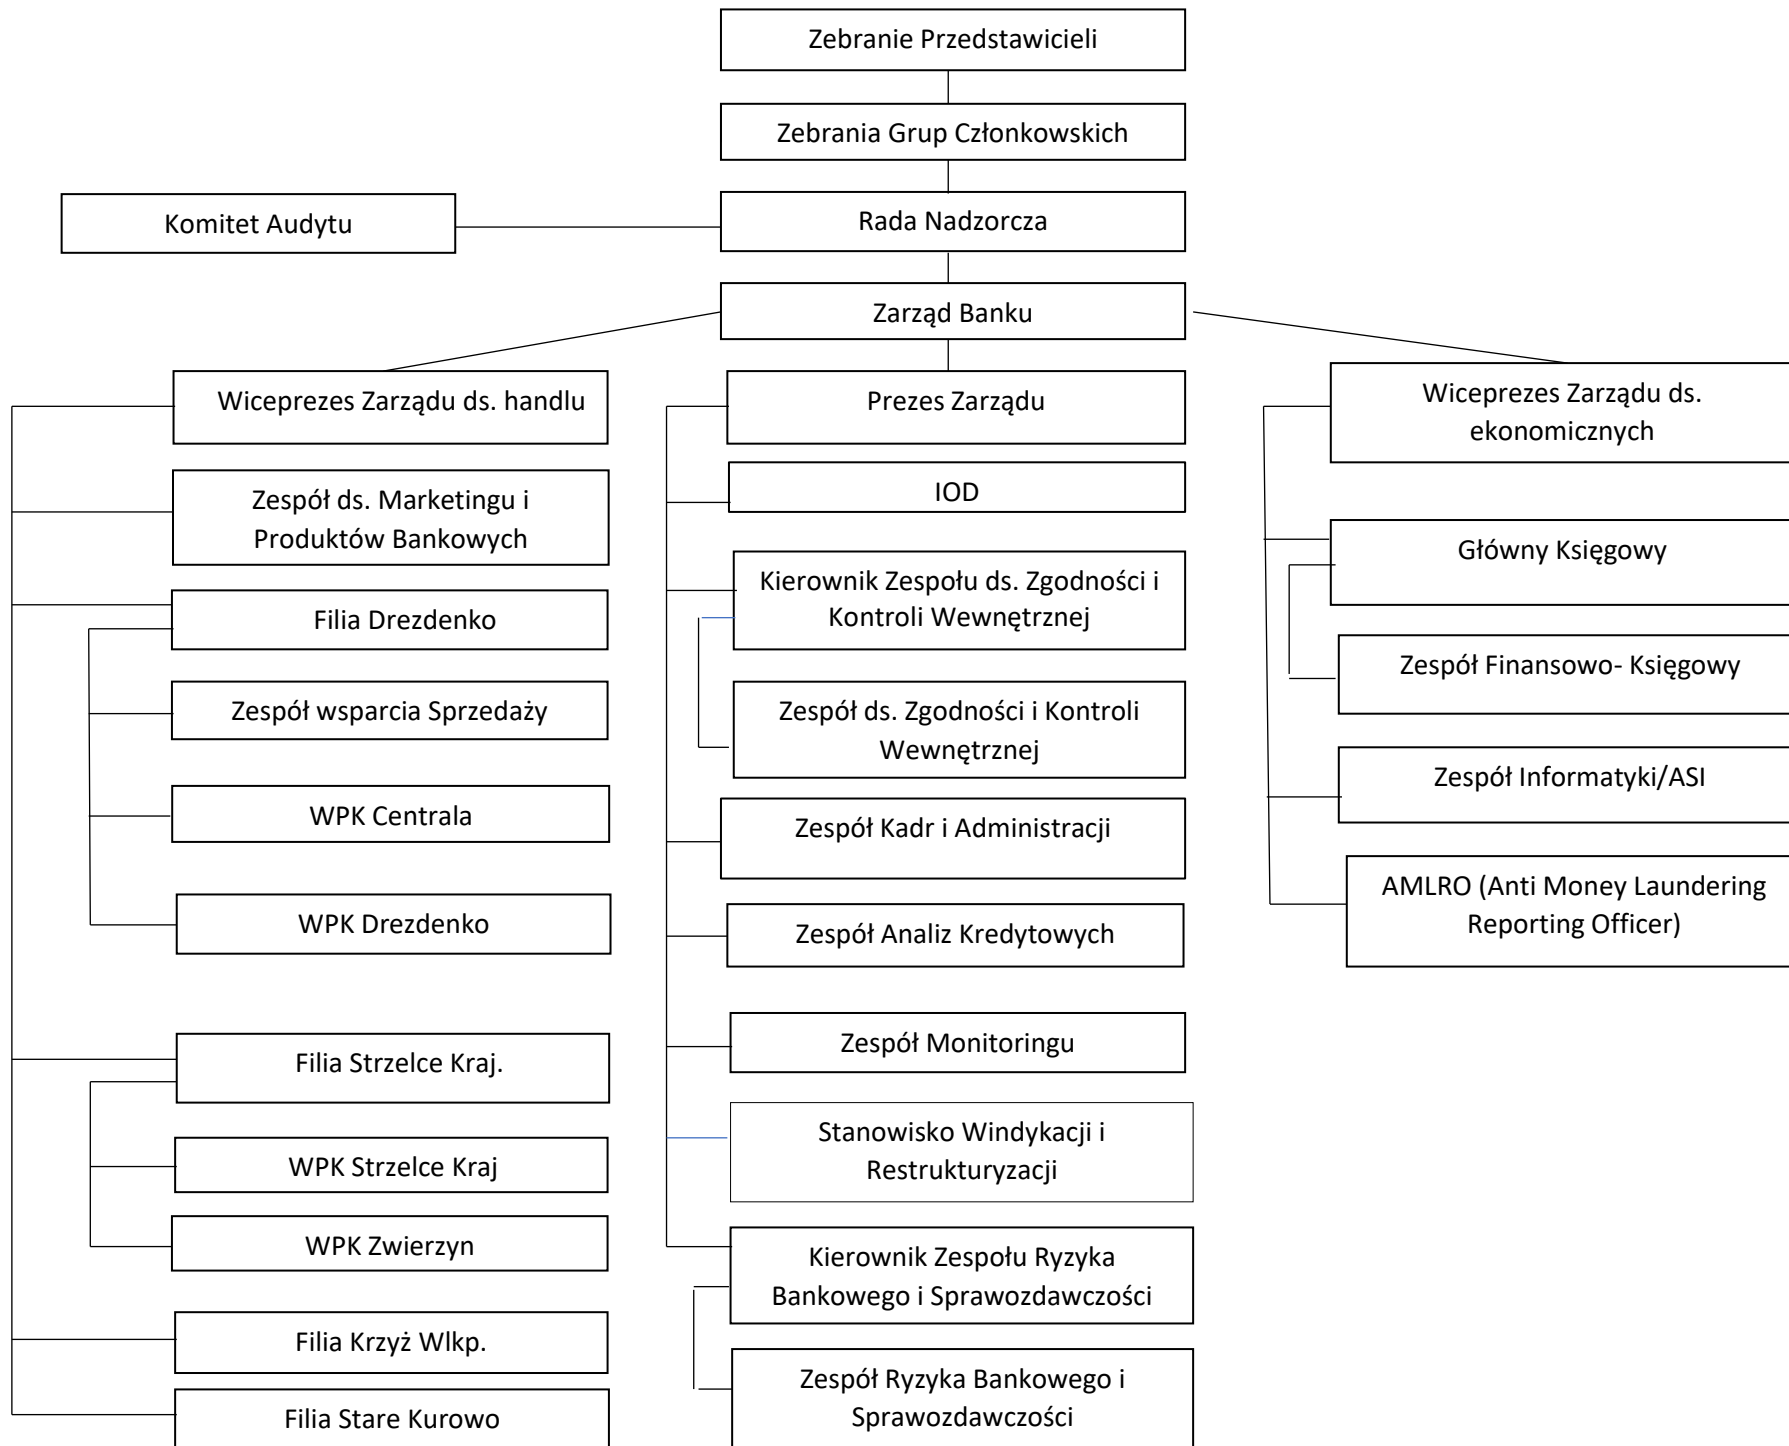 Zebranie Przedstawicieli
Zebrania Grup Członkowskich
Komitet Audytu
Rada Nadzorcza
Zarząd Banku
Wiceprezes Zarządu ds. handlu
Zespół ds. Marketingu i
Produktów Bankowych
Filia Drezdenko
Zespół wsparcia Sprzedaży
WPK Centrala
WPK Drezdenko
Filia Strzelce Kraj.
WPK Strzelce Kraj
WPK Zwierzyn
Filia Krzyż Wlkp.
Filia Stare Kurowo
Prezes Zarządu
IOD
Kierownik Zespołu ds. Zgodności i
Kontroli Wewnętrznej
Zespół ds. Zgodności i Kontroli
Wewnętrznej
Zespół Kadr i Administracji
Zespół Analiz Kredytowych
Zespół Monitoringu
Stanowisko Windykacji i
Restrukturyzacji
Kierownik Zespołu Ryzyka
Bankowego i Sprawozdawczości
Zespół Ryzyka Bankowego i
Sprawozdawczości
Wiceprezes Zarządu ds.
ekonomicznych
Główny Księgowy
Zespół Finansowo- Księgowy
Zespół Informatyki/ASI
AMLRO (Anti Money Laundering
Reporting Officer)